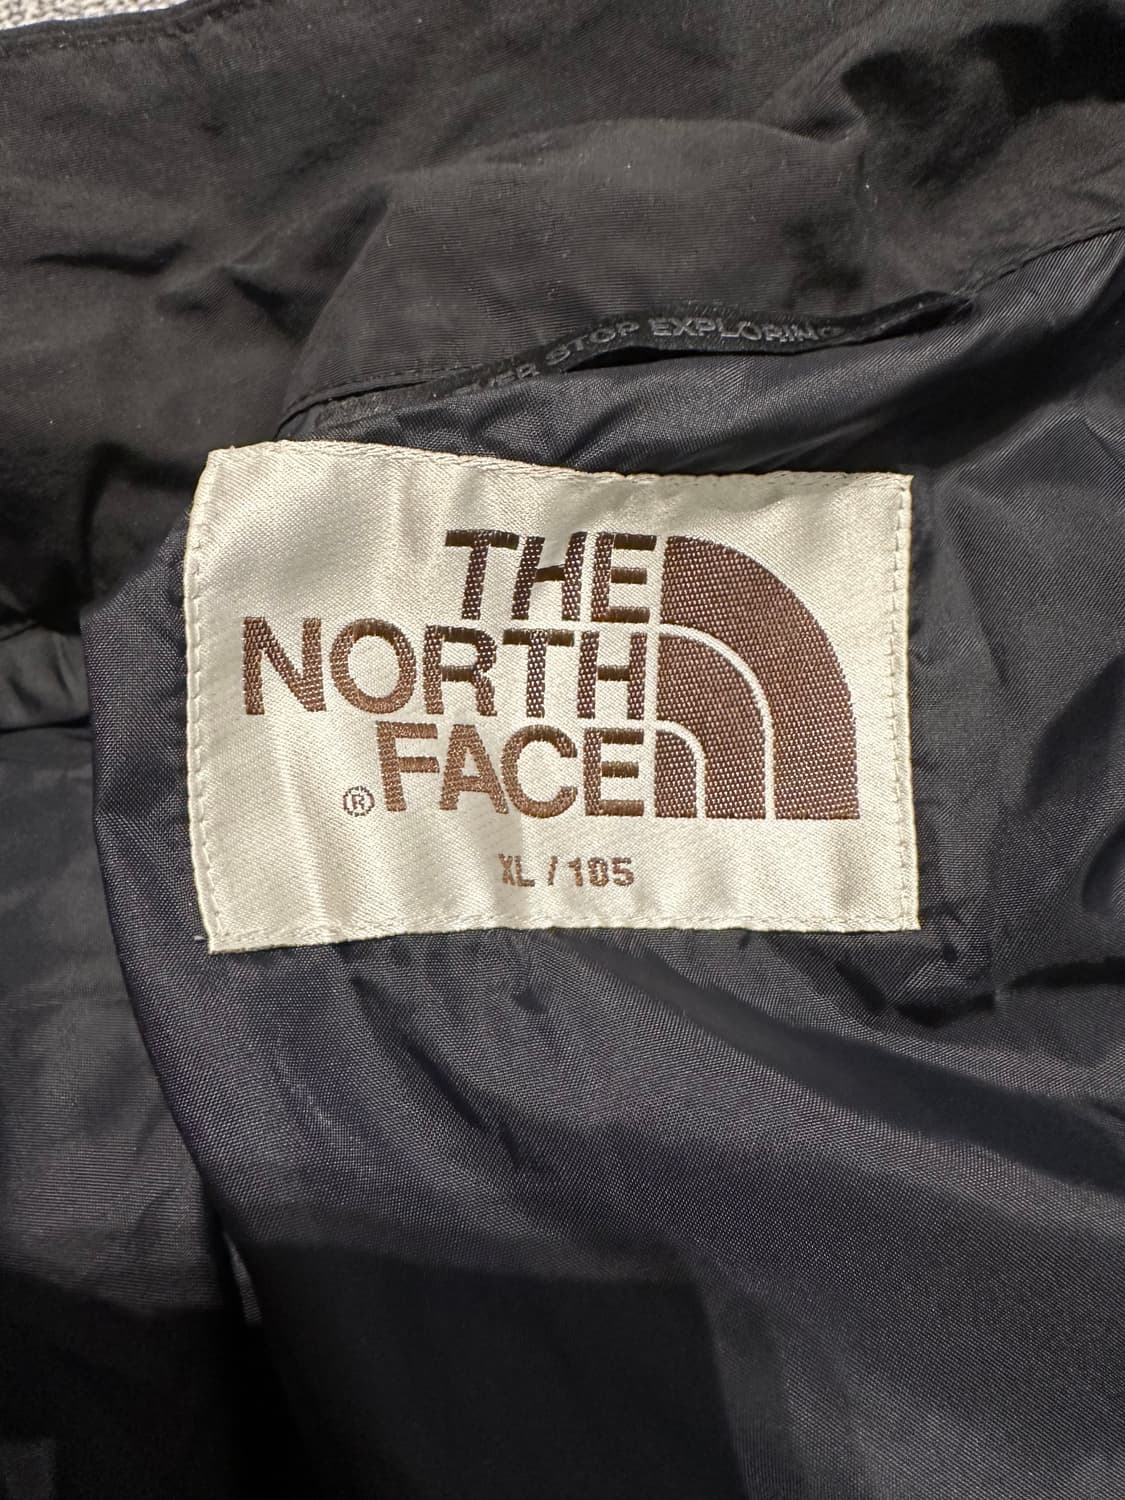 STOP EXPLORING
THE
NORTH
FACE
®
XL / 105